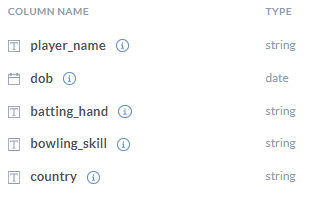 COLUMN NAME TYPE
player_name string
dob date
batting_hand string
bowling_skill string
country string